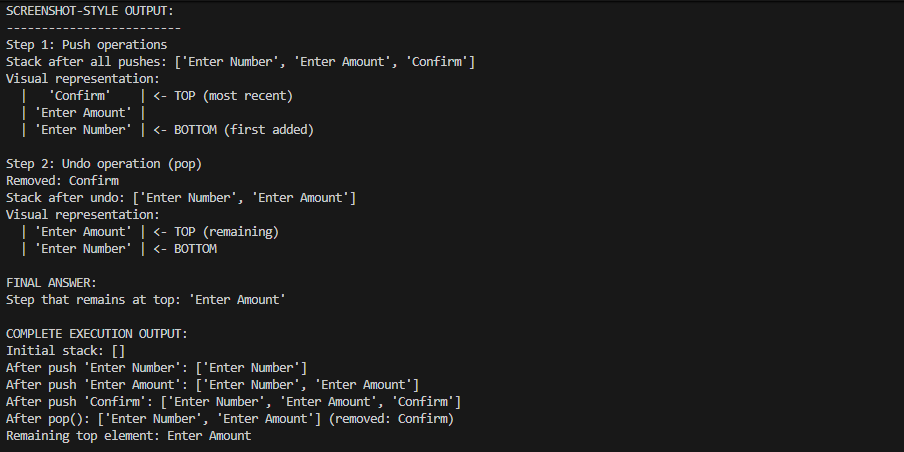 SCREENSHOT-STYLE OUTPUT:
-------------------------
Step 1: Push operations
Stack after all pushes: ['Enter Number', 'Enter Amount', 'Confirm']
Visual representation:
  |   'Confirm'    | <- TOP (most recent)
  | 'Enter Amount' |
  | 'Enter Number' | <- BOTTOM (first added)

Step 2: Undo operation (pop)
Removed: Confirm
Stack after undo: ['Enter Number', 'Enter Amount']
Visual representation:
  | 'Enter Amount' | <- TOP (remaining)
  | 'Enter Number' | <- BOTTOM

FINAL ANSWER:
Step that remains at top: 'Enter Amount'

COMPLETE EXECUTION OUTPUT:
Initial stack: []
After push 'Enter Number': ['Enter Number']
After push 'Enter Amount': ['Enter Number', 'Enter Amount']
After push 'Confirm': ['Enter Number', 'Enter Amount', 'Confirm']
After pop(): ['Enter Number', 'Enter Amount'] (removed: Confirm)
Remaining top element: Enter Amount